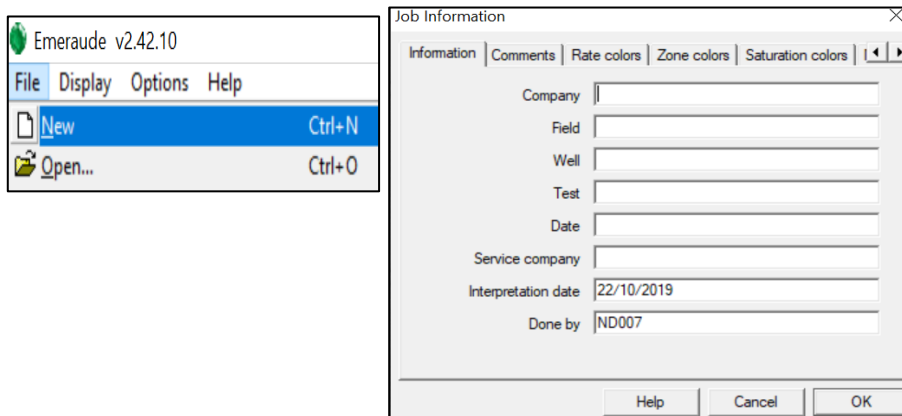 Emeraude v2.42.10
File Display Options Help
New Ctrl+N
Open... Ctrl+O
Job Information
Information Comments Rate colors Zone colors Saturation colors
Company
Field
Well
Test
Date
Service company
Interpretation date 22/10/2019
Done by ND007
Help Cancel OK